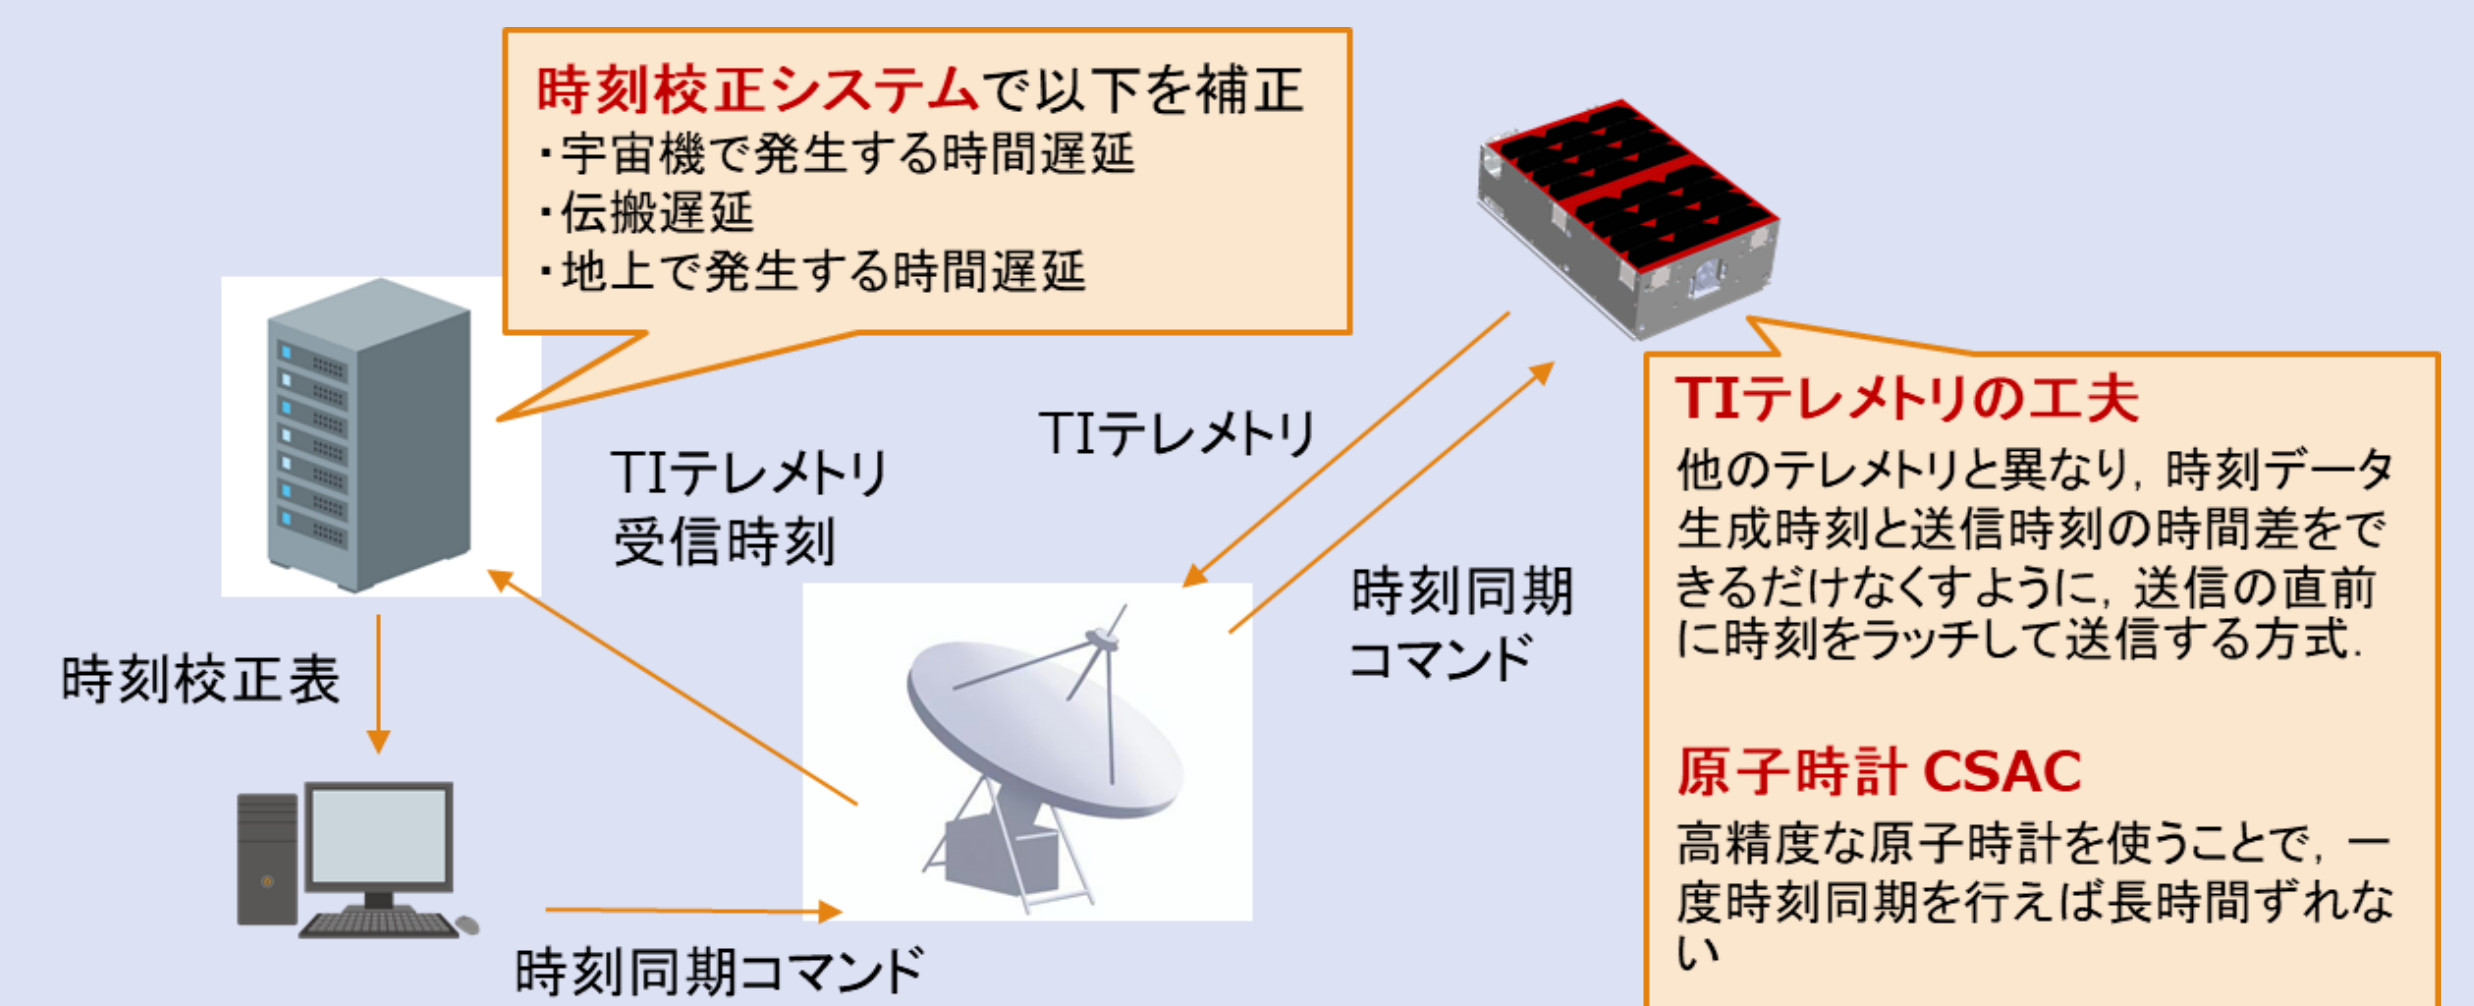 時刻校正システムで以下を補正
・宇宙機で発生する時間遅延
・伝搬遅延
・地上で発生する時間遅延
TIテレメトリ
TIテレメトリ
受信時刻
時刻同期
コマンド
時刻校正表
時刻同期コマンド
TIテレメトリの工夫
他のテレメトリと異なり, 時刻データ
生成時刻と送信時刻の時間差をで
きるだけなくすように, 送信の直前
に時刻をラッチして送信する方式.
原子時計 CSAC
高精度な原子時計を使うことで, 一
度時刻同期を行えば長時間ずれな
い